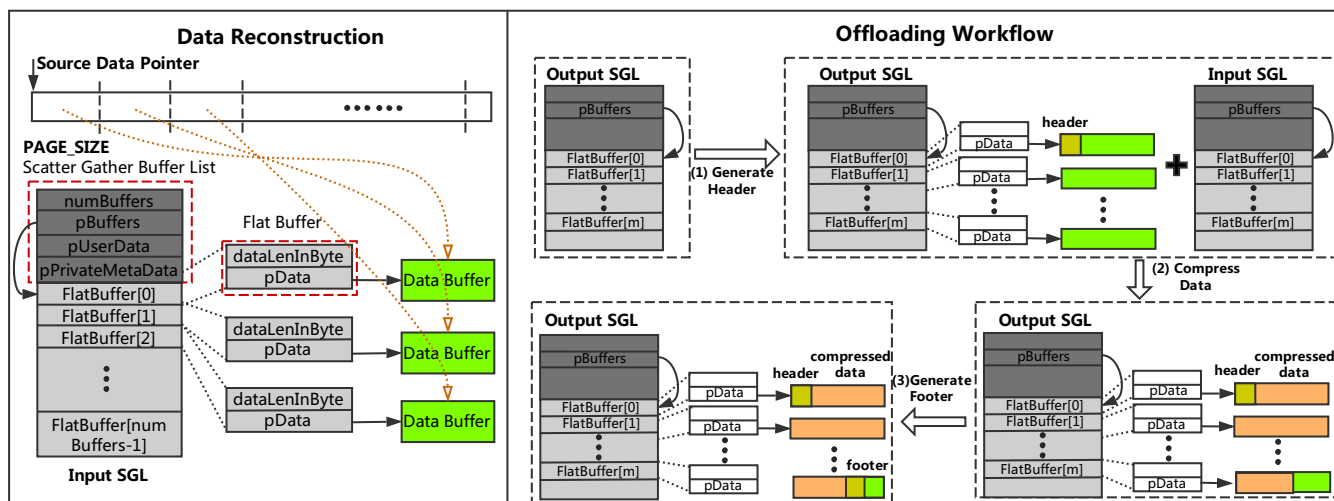 Data Reconstruction
Source Data Pointer
PAGE_SIZE
Scatter Gather Buffer List
numBuffers
pBuffers
pUserData
pPrivateMetaData
FlatBuffer[0]
FlatBuffer[1]
FlatBuffer[2]
FlatBuffer[num
Buffers-1]
Input SGL
Flat Buffer
dataLenInByte
pData
Data Buffer
dataLenInByte
pData
Data Buffer
dataLenInByte
pData
Data Buffer
Offloading Workflow
Output SGL
pBuffers
FlatBuffer[0]
FlatBuffer[1]
FlatBuffer[m]
(1) Generate
Header
Output SGL
pBuffers
FlatBuffer[0]
FlatBuffer[1]
FlatBuffer[m]
pData
pData
pData
header
Input SGL
pBuffers
FlatBuffer[0]
FlatBuffer[1]
FlatBuffer[m]
(2) Compress
Data
Output SGL
pBuffers
FlatBuffer[0]
FlatBuffer[1]
FlatBuffer[m]
pData
pData
pData
header
compressed
data
(3)Generate
Footer
Output SGL
pBuffers
FlatBuffer[0]
FlatBuffer[1]
FlatBuffer[m]
pData
pData
pData
header
compressed
data
footer